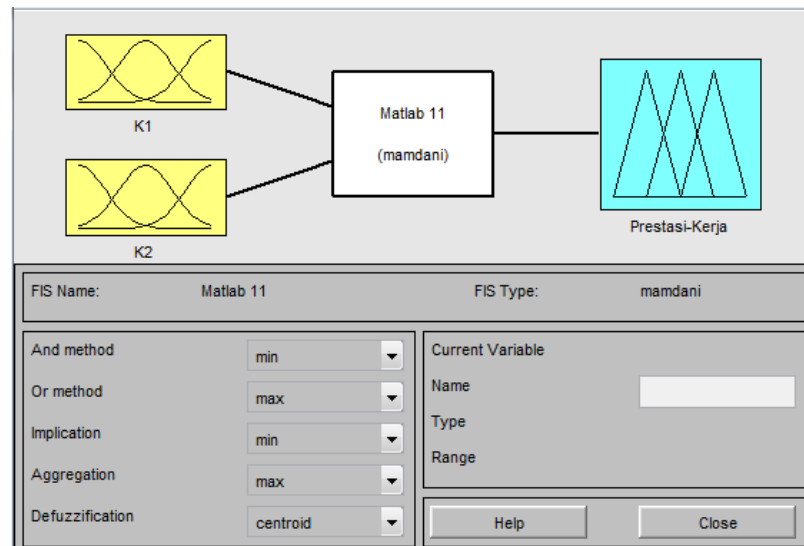 K1
Matlab 11
(mamdani)
K2
Prestasi-Kerja
FIS Name: Matlab 11 FIS Type: mamdani
And method min
Or method max
Implication min
Aggregation max
Defuzzification centroid
Current Variable
Name
Type
Range
Help Close